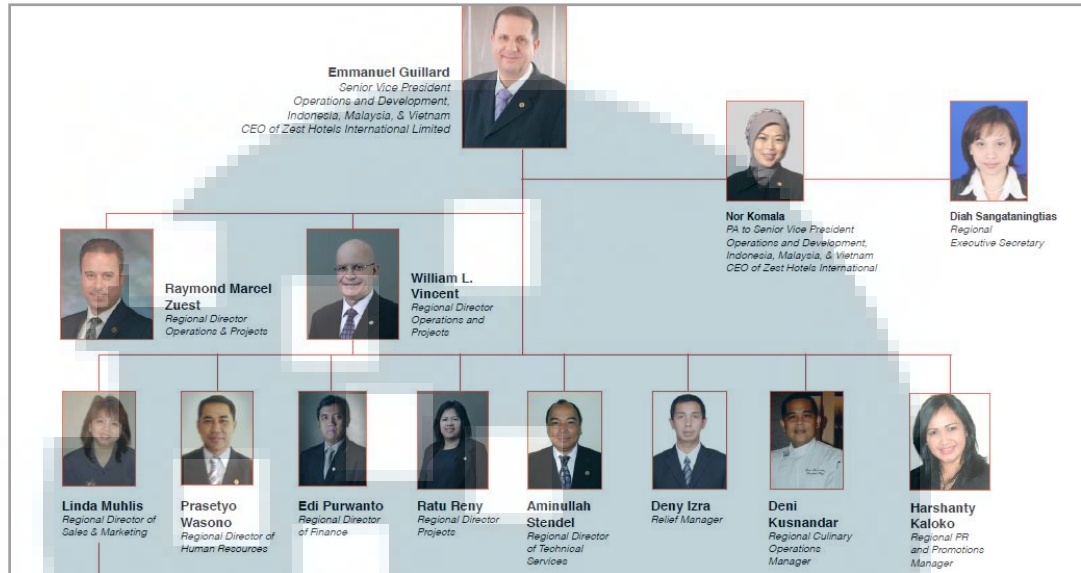 Emmanuel Guillard
Senior Vice President
Operations and Development,
Indonesia, Malaysia, & Vietnam
CEO of Zest Hotels International Limited
Nor Komala
PA to Senior Vice President
Operations and Development,
Indonesia, Malaysia, & Vietnam
CEO of Zest Hotels International
Diah Sangataningtias
Regional
Executive Secretary
Raymond Marcel
Zuest
Regional Director
Operations & Projects
William L.
Vincent
Regional Director
Operations and
Projects
Linda Muhlis
Regional Director of
Sales & Marketing
Prasetyo
Wasono
Regional Director of
Human Resources
Edi Purwanto
Regional Director
of Finance
Ratu Reny
Regional Director
Projects
Aminullah
Stendel
Regional Director
of Technical
Services
Deny Izra
Relief Manager
Deni
Kusnandar
Regional Culinary
Operations
Manager
Harshanty
Kaloko
Regional PR
and Promotions
Manager